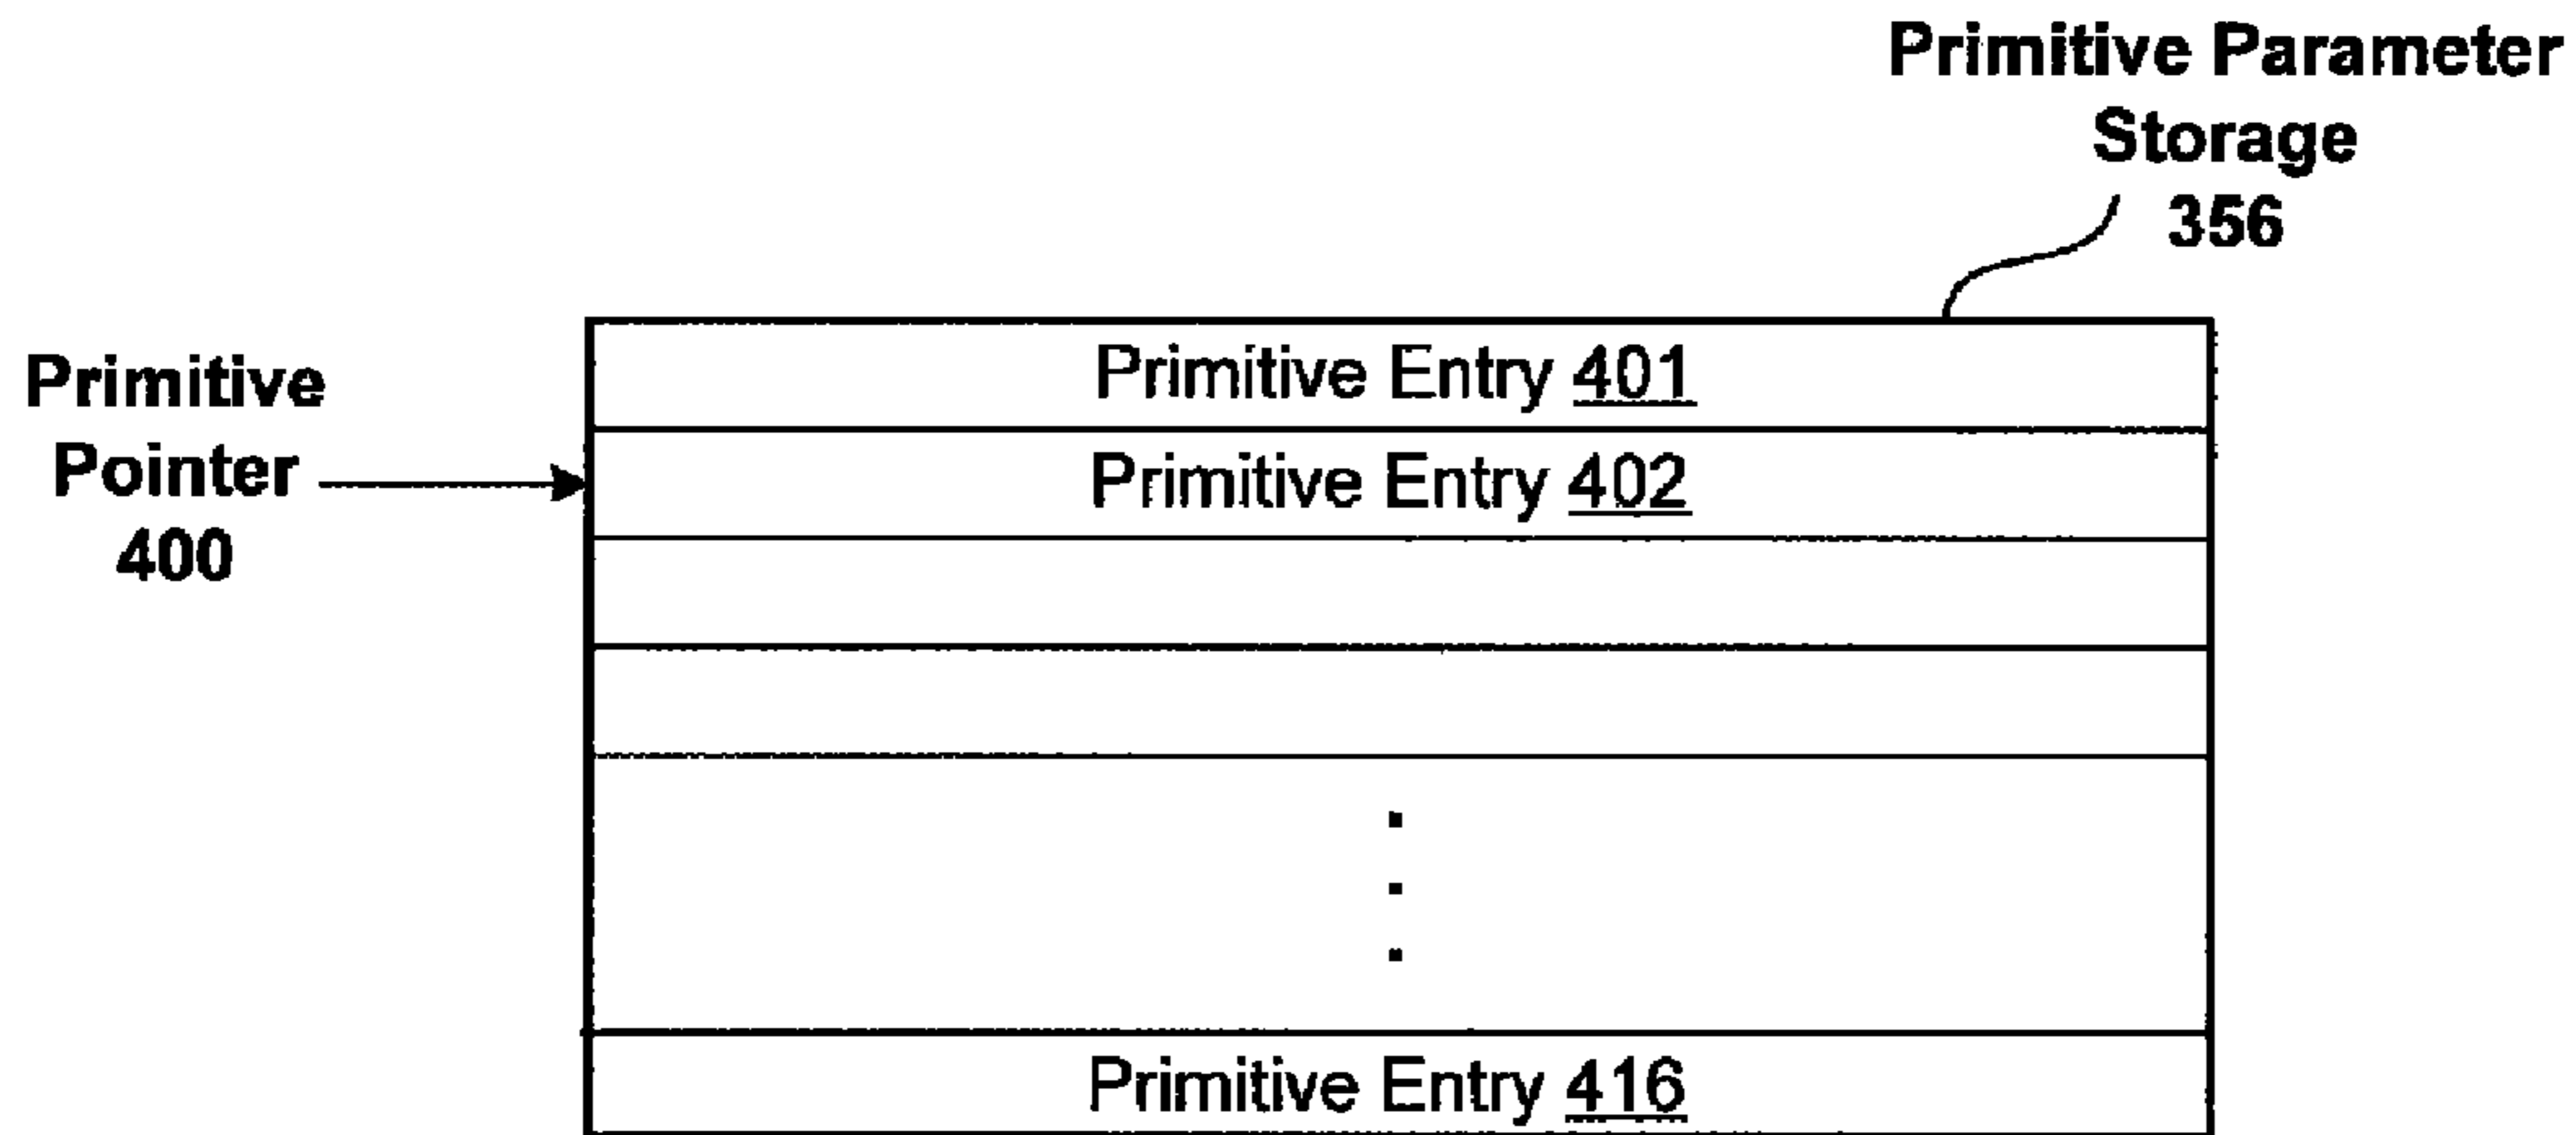 Primitive Parameter
Storage
356
Primitive Entry 401
Primitive
Pointer
400
Primitive Entry 402
Primitive Entry 416